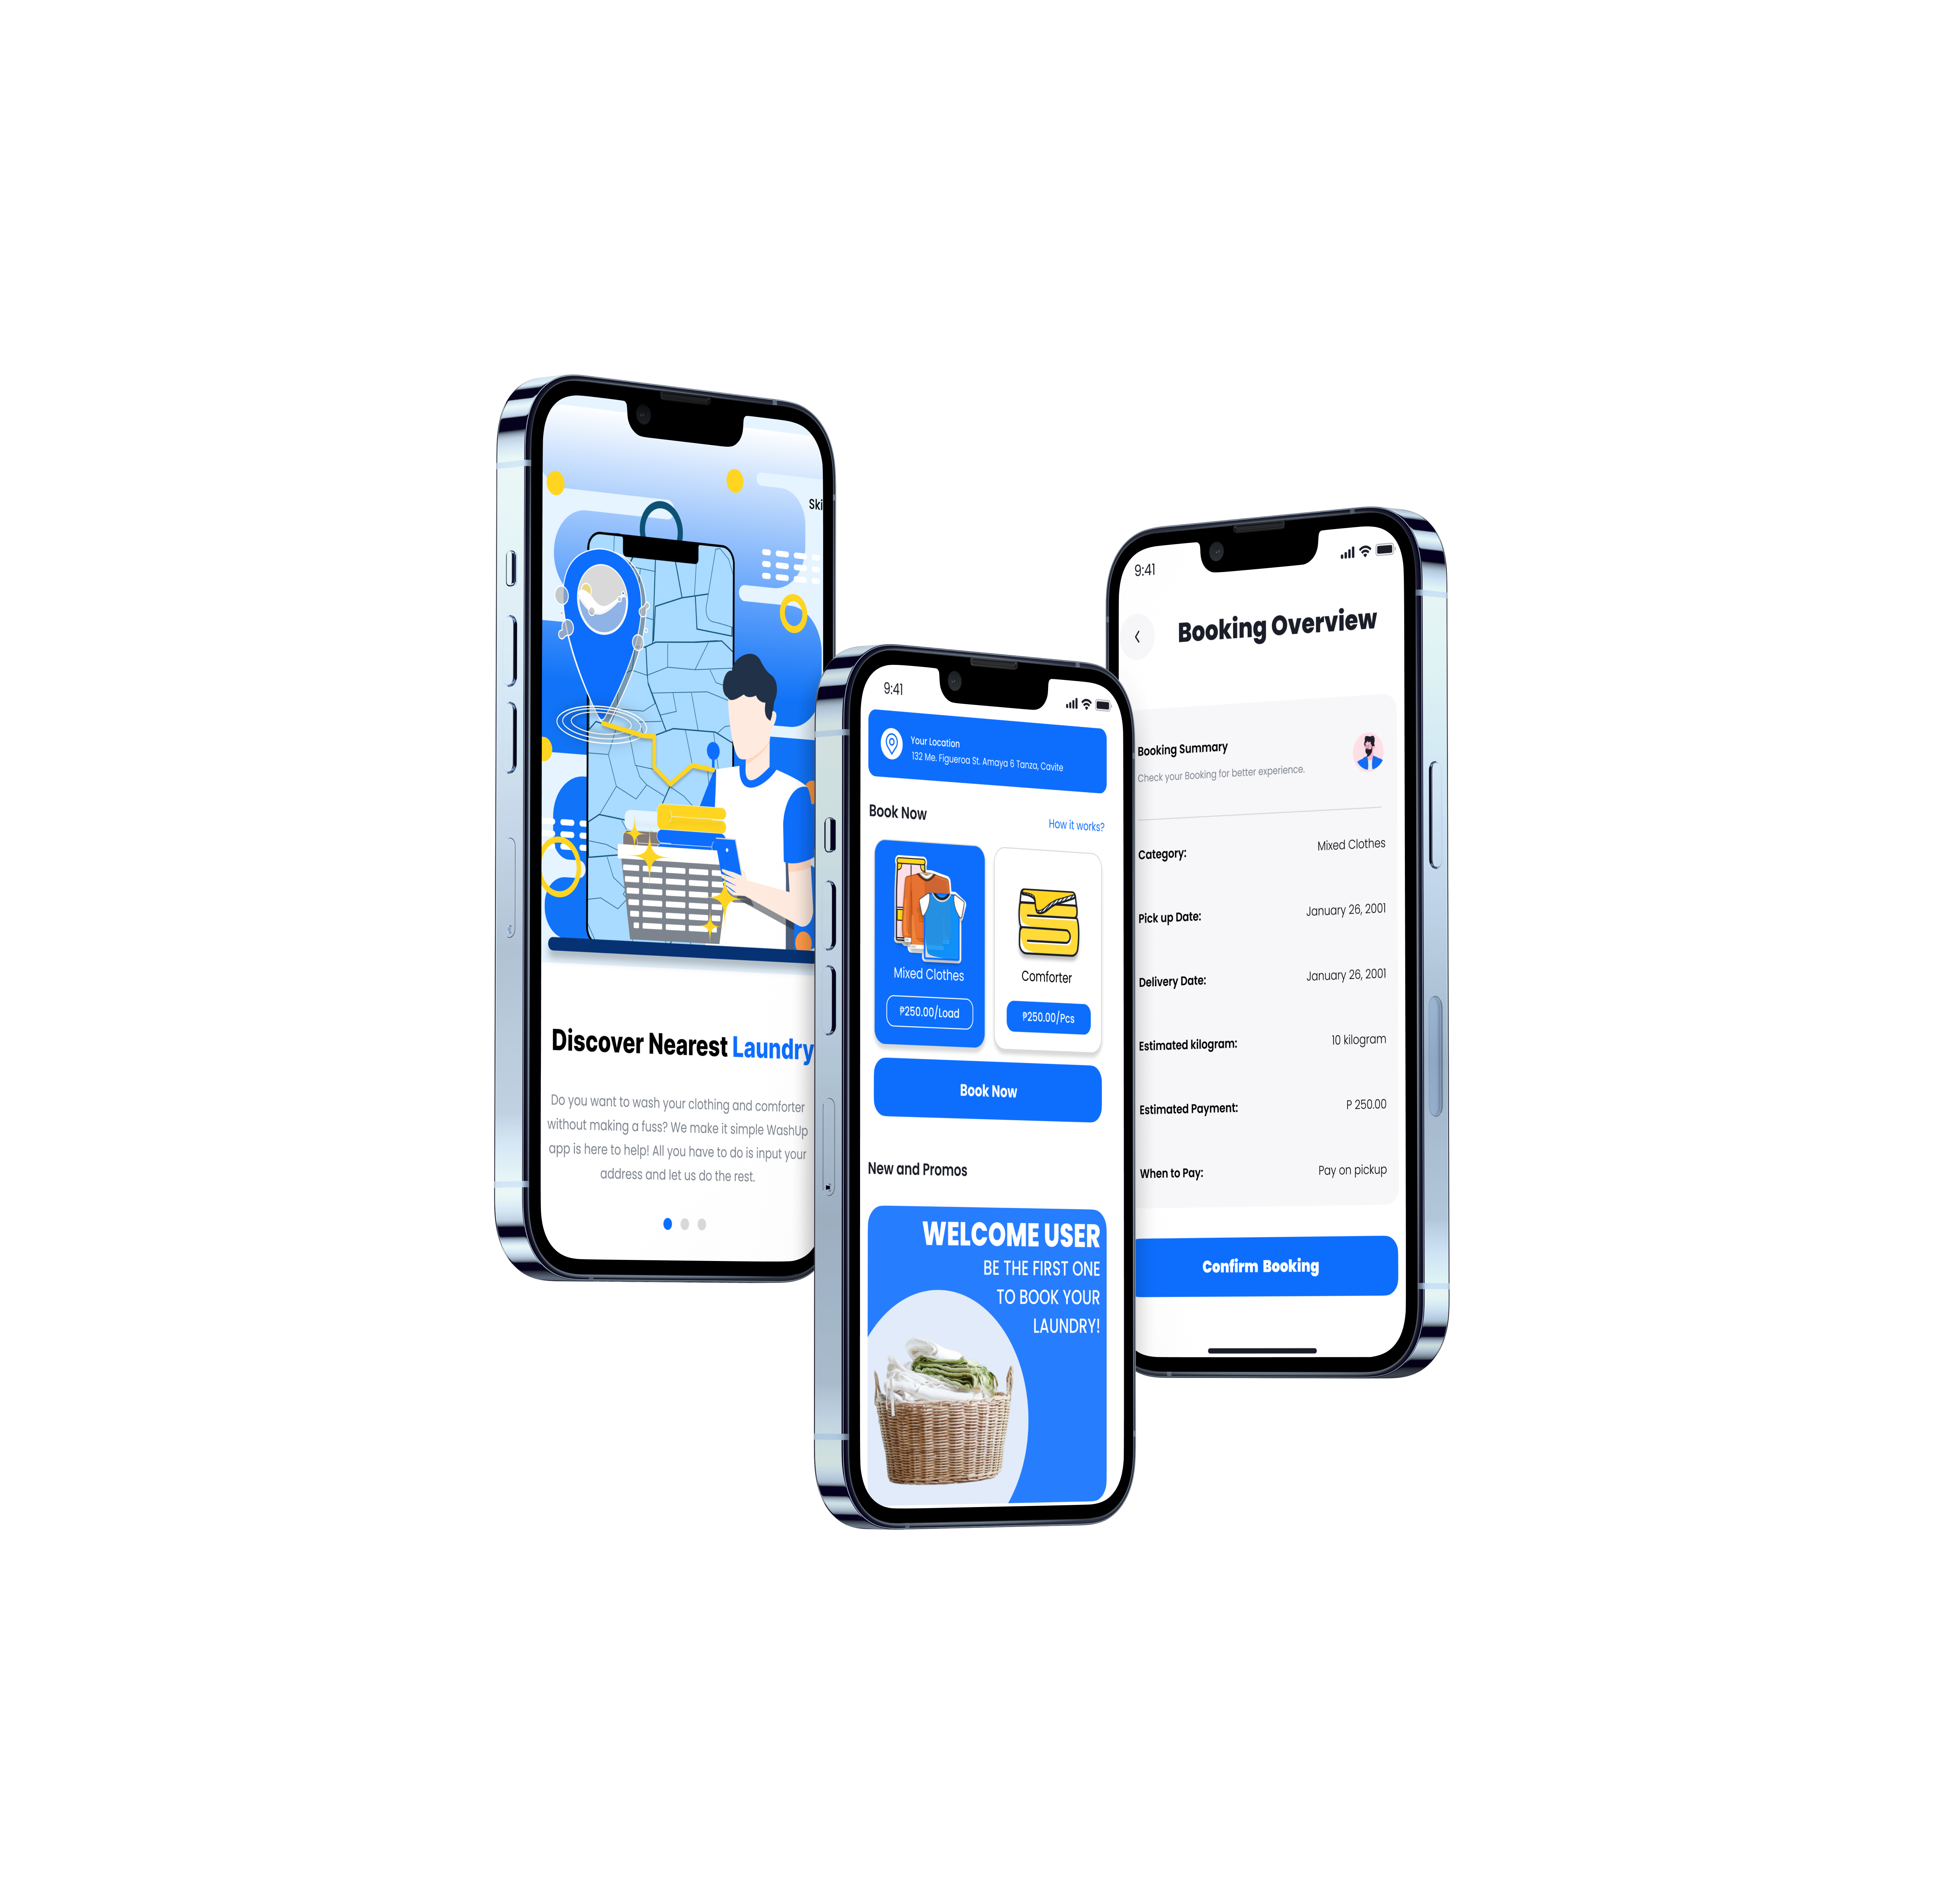 Ski
Discover Nearest Laundry
Do you want to wash your clothing and comforter
without making a fuss? We make it simple WashUp
app is here to help! All you have to do is input your
address and let us do the rest.
9:41
Your Location
132 Me. Figueroa St. Amaya 6 Tanza, Cavite
Book Now
How it works?
Mixed Clothes
₱250.00/Load
Comforter
₱250.00/Pcs
Book Now
New and Promos
WELCOME USER
BE THE FIRST ONE
TO BOOK YOUR
LAUNDRY!
9:41
Booking Overview
Booking Summary
Check your Booking for better experience.
Category: Mixed Clothes
Pick up Date: January 26, 2001
Delivery Date: January 26, 2001
Estimated kilogram: 10 kilogram
Estimated Payment: P 250.00
When to Pay: Pay on pickup
Confirm Booking